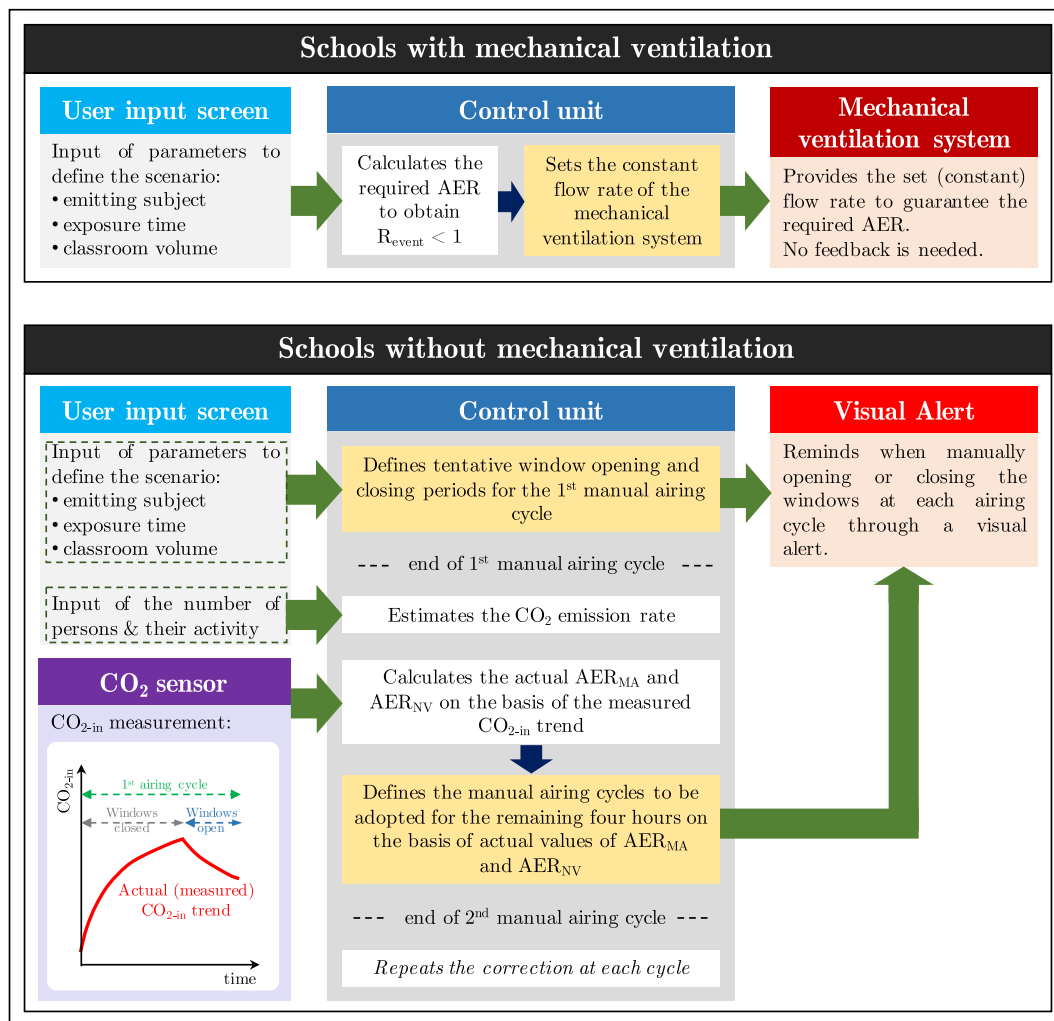 Schools with mechanical ventilation
User input screen
Input of parameters to
define the scenario:
• emitting subject
• exposure time
• classroom volume
Control unit
Calculates the
required AER
to obtain
R_event < 1
Sets the constant
flow rate of the
mechanical
ventilation system
Mechanical
ventilation system
Provides the set (constant)
flow rate to guarantee the
required AER.
No feedback is needed.
Schools without mechanical ventilation
User input screen
Input of parameters to
define the scenario:
• emitting subject
• exposure time
• classroom volume
Input of the number of
persons & their activity
CO₂ sensor
CO₂₋in measurement:
CO₂₋in
1st airing cycle
Windows
closed
Windows
open
Actual (measured)
CO₂₋in trend
time
Control unit
Defines tentative window opening and
closing periods for the 1st manual airing
cycle
--- end of 1st manual airing cycle ---
Estimates the CO₂ emission rate
Calculates the actual AER_MA and
AER_NV on the basis of the measured
CO₂₋in trend
Defines the manual airing cycles to be
adopted for the remaining four hours on
the basis of actual values of AER_MA
and AER_NV
--- end of 2nd manual airing cycle ---
Repeats the correction at each cycle
Visual Alert
Reminds when manually
opening or closing the
windows at each airing
cycle through a visual
alert.